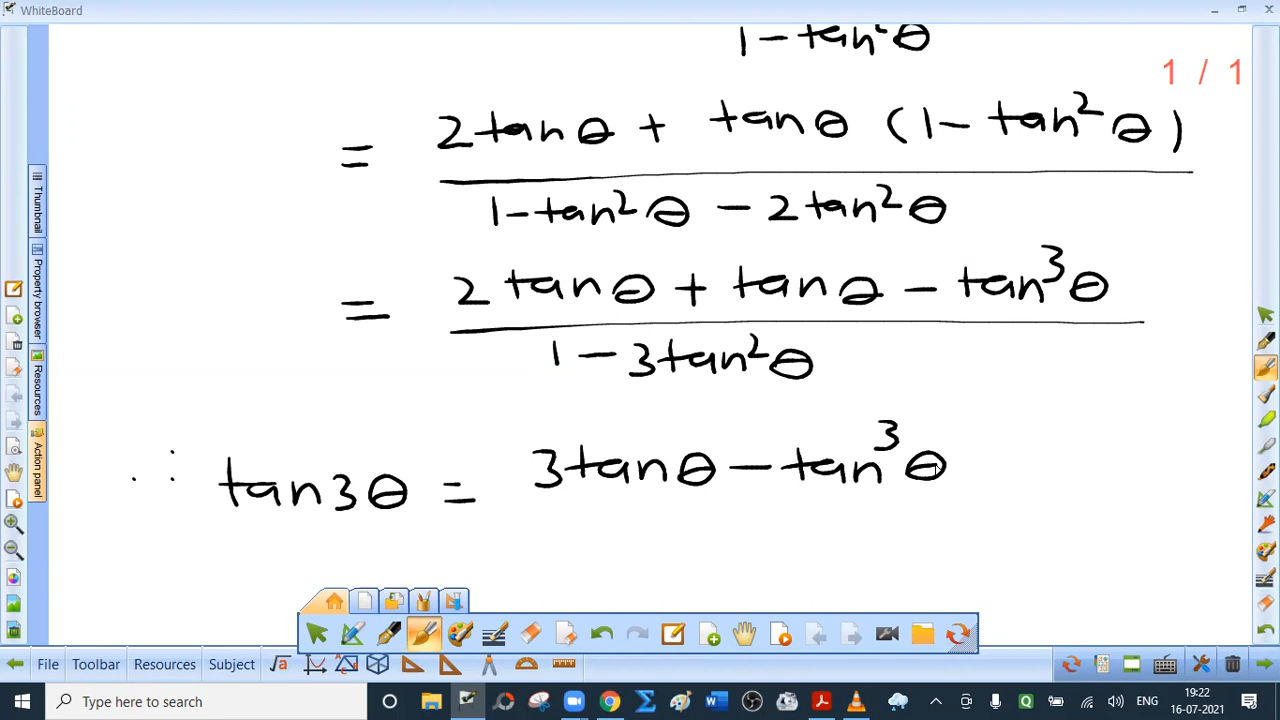 WhiteBoard
1 - tan²θ
1 / 1
2tanθ + tanθ (1 - tan²θ)
=
1 - tan²θ - 2tan²θ
2 tanθ + tanθ - tan³θ
=
1 - 3tan²θ
∴ tan3θ = 3tanθ - tan³θ
Thumbnail
Property browser
Resources
Action panel
File Toolbar Resources Subject
Type here to search
ENG
19:22
16-07-2021